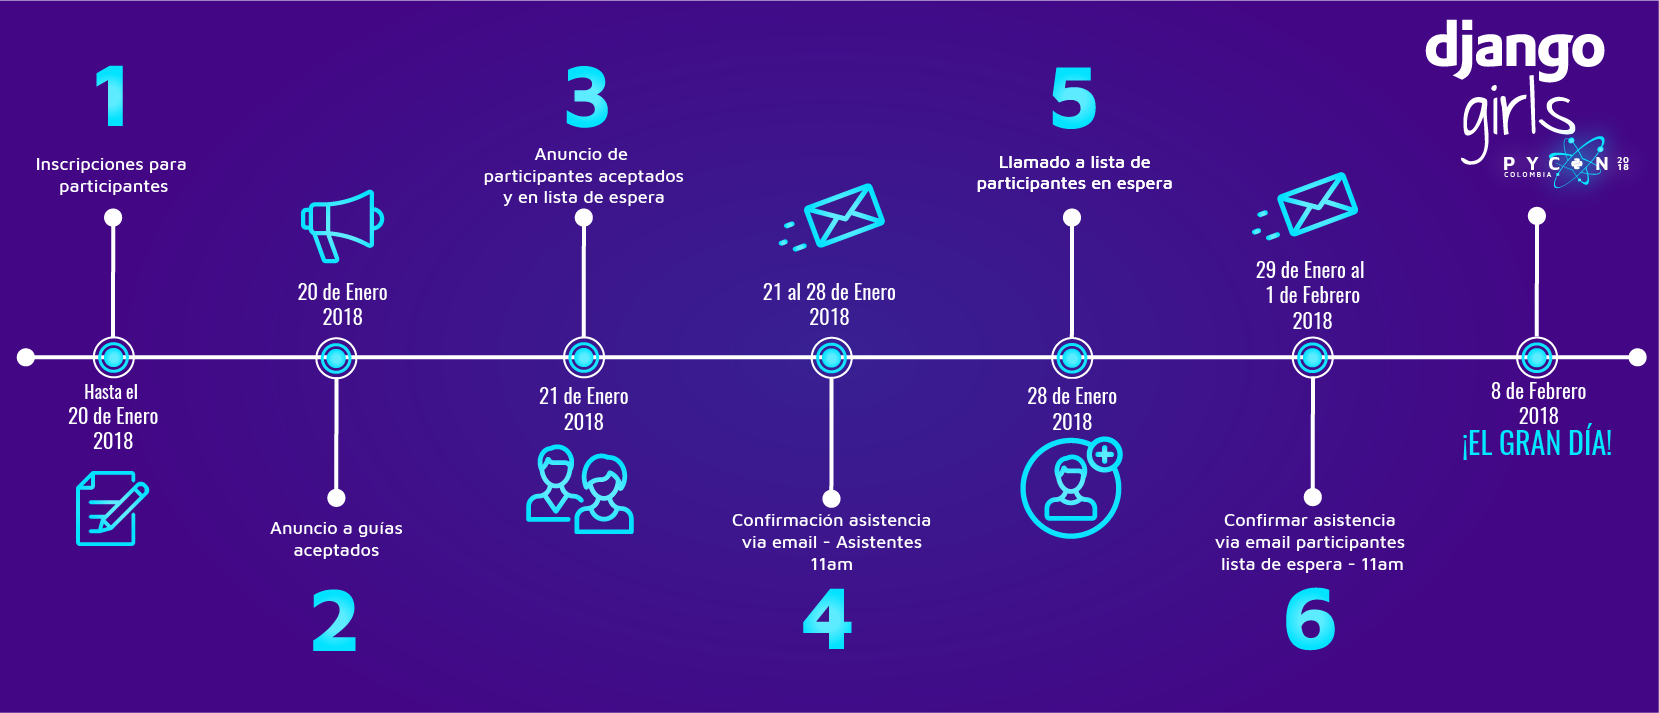 1
Inscripciones para
participantes
Hasta el
20 de Enero
2018
20 de Enero
2018
Anuncio a guías
aceptados
2
3
Anuncio de
participantes aceptados
y en lista de espera
21 de Enero
2018
21 al 28 de Enero
2018
Confirmación asistencia
via email - Asistentes
11am
4
5
Llamado a lista de
participantes en espera
28 de Enero
2018
29 de Enero al
1 de Febrero
2018
Confirmar asistencia
via email participantes
lista de espera - 11am
6
django
girls
PYCON 2018
COLOMBIA
8 de Febrero
2018
¡EL GRAN DÍA!